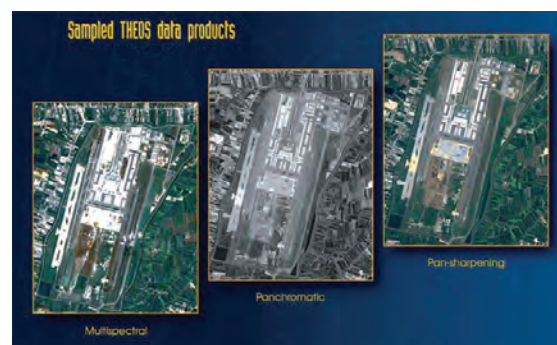 Sampled THEOS data products
Multispectral
Panchromatic
Pan-sharpening